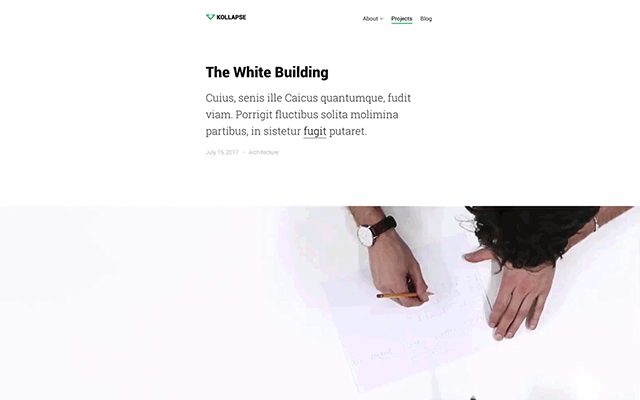 KOLLAPSE
About Projects Blog
The White Building
Cuius, senis ille Caicus quantumque, fudit
viam. Porrigit fluctibus solita molimina
partibus, in sistetur fugit putaret.
July 15, 2017 • Architecture